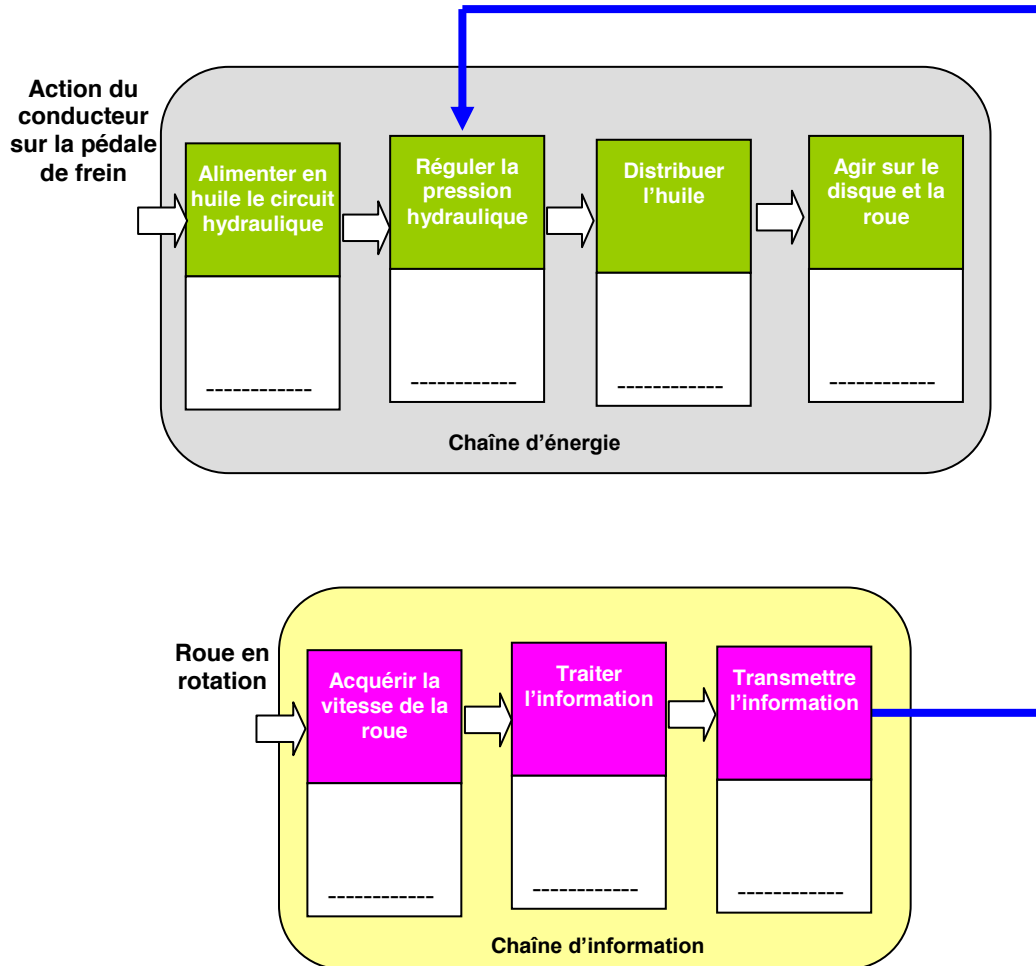 Action du
conducteur
sur la pédale
de frein
Alimenter en
huile le circuit
hydraulique
Réguler la
pression
hydraulique
Distribuer
l’huile
Agir sur le
disque et la
roue
------------
------------
------------
------------
Chaîne d’énergie
Roue en
rotation
Acquérir la
vitesse de la
roue
Traiter
l’information
Transmettre
l’information
------------
------------
------------
Chaîne d’information